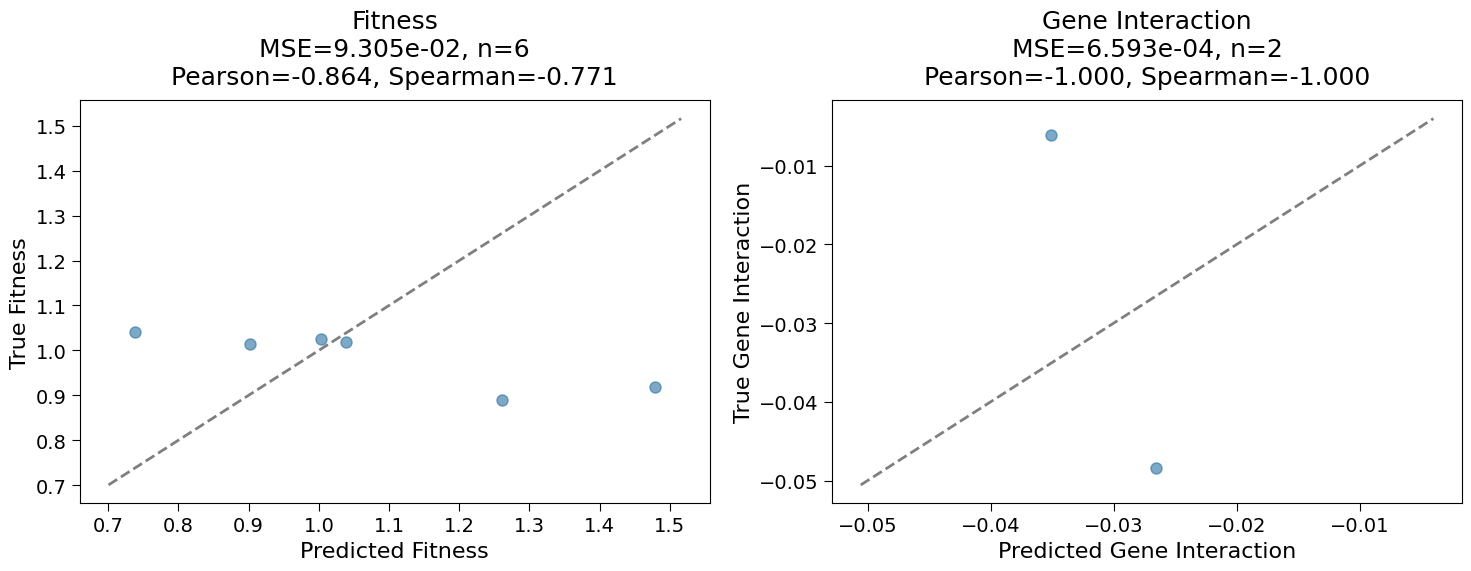 Fitness
MSE=9.305e-02, n=6
Pearson=-0.864, Spearman=-0.771
True Fitness
1.5
1.4
1.3
1.2
1.1
1.0
0.9
0.8
0.7
0.7 0.8 0.9 1.0 1.1 1.2 1.3 1.4 1.5
Predicted Fitness
Gene Interaction
MSE=6.593e-04, n=2
Pearson=-1.000, Spearman=-1.000
True Gene Interaction
−0.01
−0.02
−0.03
−0.04
−0.05
−0.05 −0.04 −0.03 −0.02 −0.01
Predicted Gene Interaction